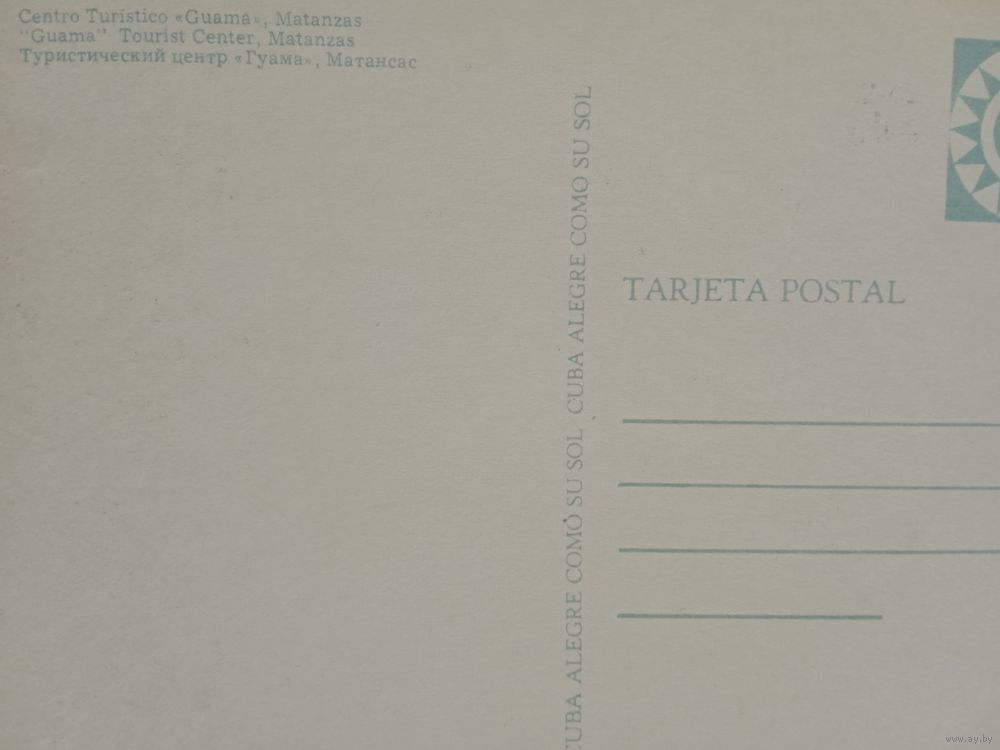 Centro Turístico «Guamá», Matanzas
"Guama" Tourist Center, Matanzas
Туристический центр «Гуама», Матансас
CUBA ALEGRE COMO SU SOL CUBA ALEGRE COMO SU SOL
TARJETA POSTAL
www.ay.by